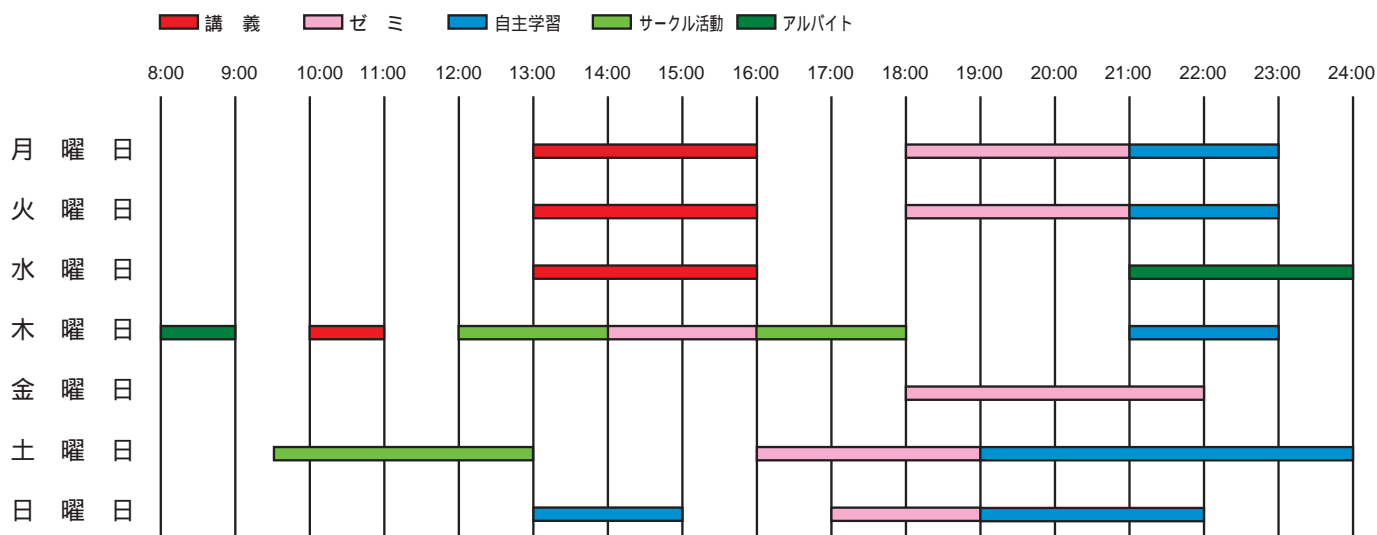 講義 ゼミ 自主学習 サークル活動 アルバイト
8:00 9:00 10:00 11:00 12:00 13:00 14:00 15:00 16:00 17:00 18:00 19:00 20:00 21:00 22:00 23:00 24:00
月曜日
火曜日
水曜日
木曜日
金曜日
土曜日
日曜日